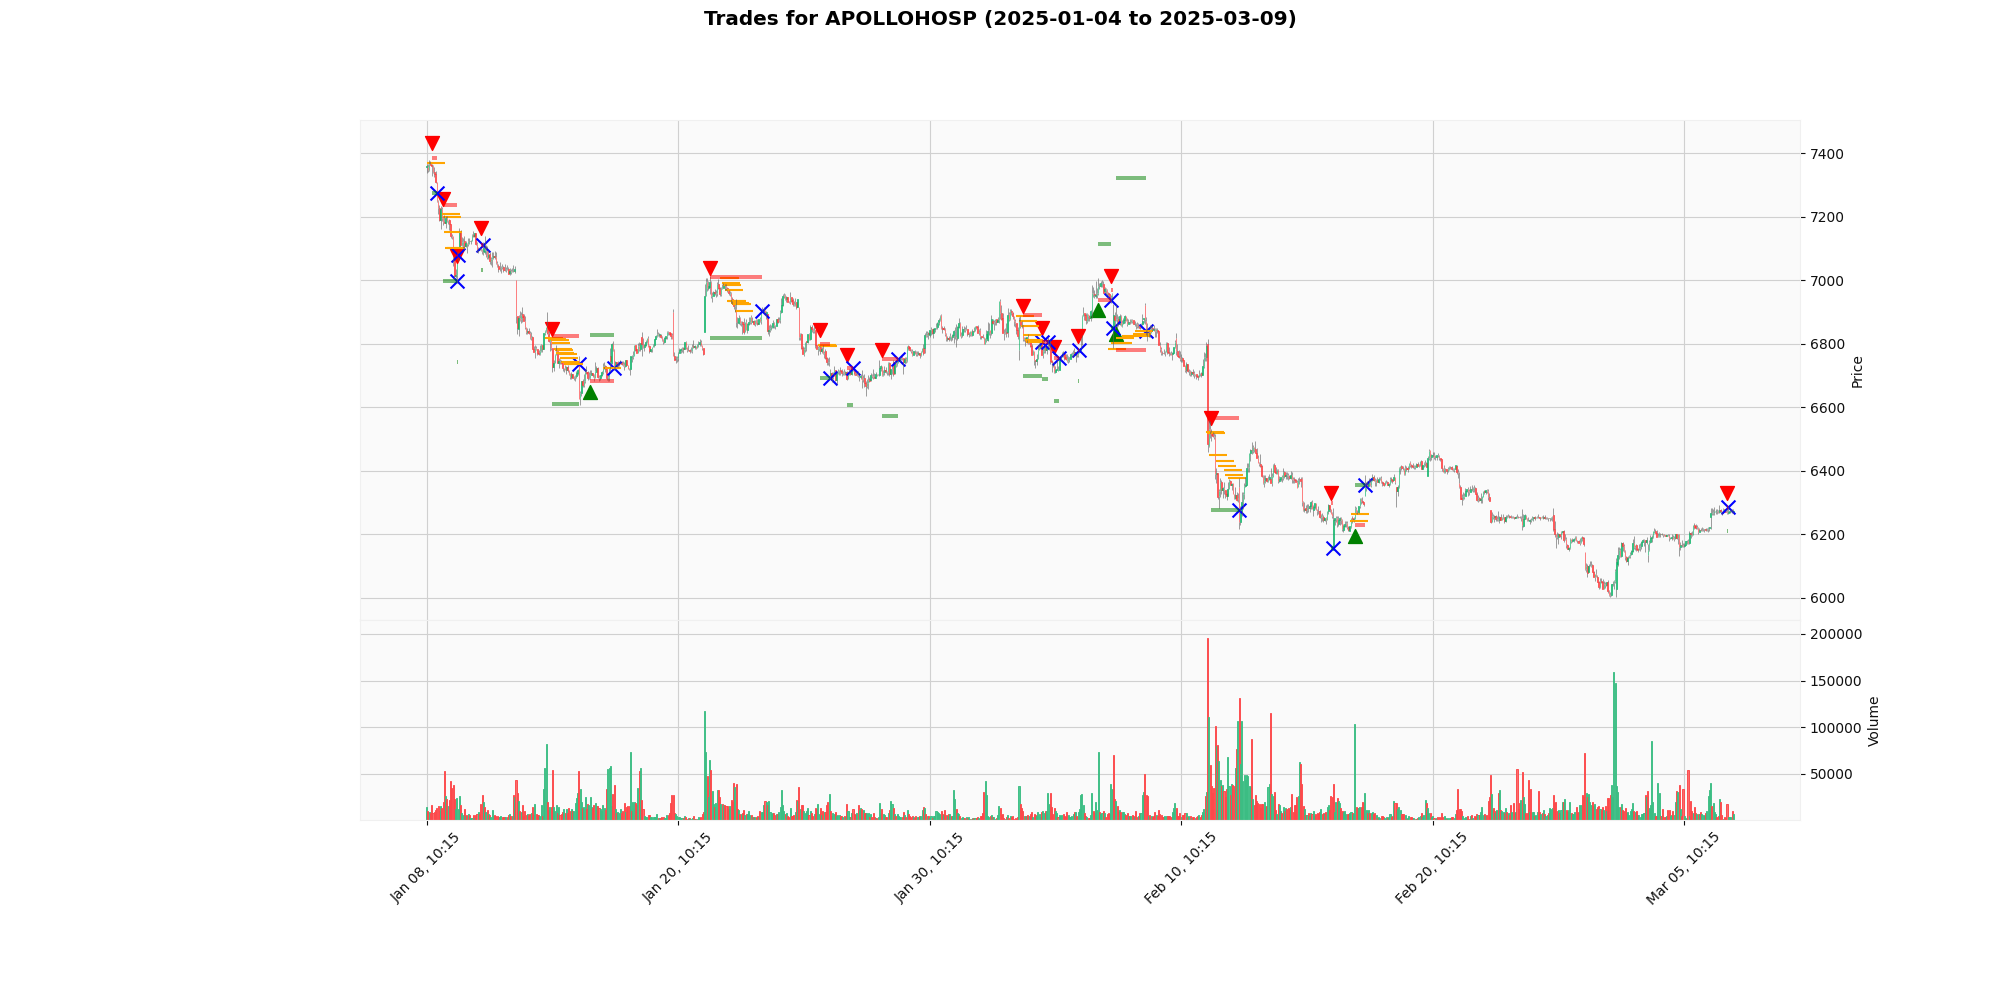 Trades for APOLLOHOSP (2025-01-04 to 2025-03-09)
7400
7200
7000
6800
6600
6400
6200
6000
Price
200000
150000
100000
50000
Volume
Jan 08, 10:15
Jan 20, 10:15
Jan 30, 10:15
Feb 10, 10:15
Feb 20, 10:15
Mar 05, 10:15